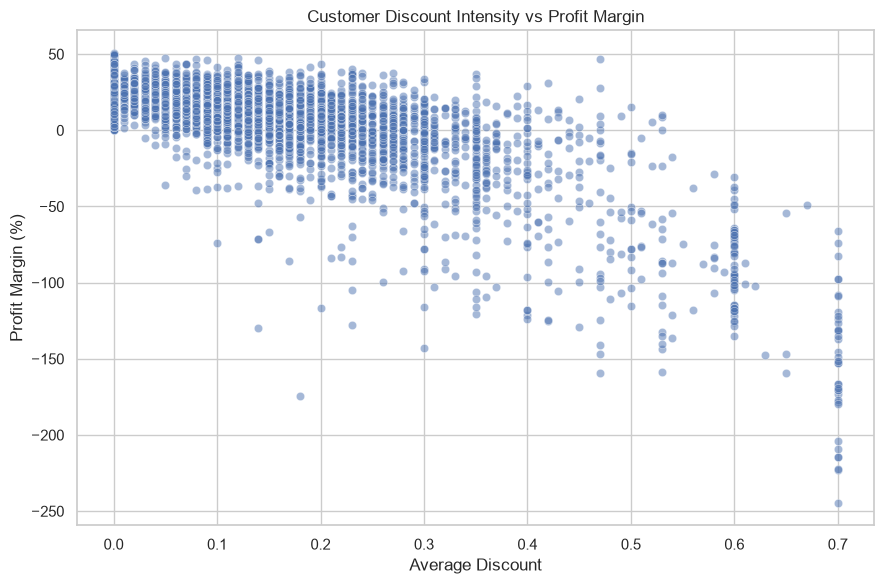 Customer Discount Intensity vs Profit Margin
Profit Margin (%)
50
0
−50
−100
−150
−200
−250
0.0 0.1 0.2 0.3 0.4 0.5 0.6 0.7
Average Discount